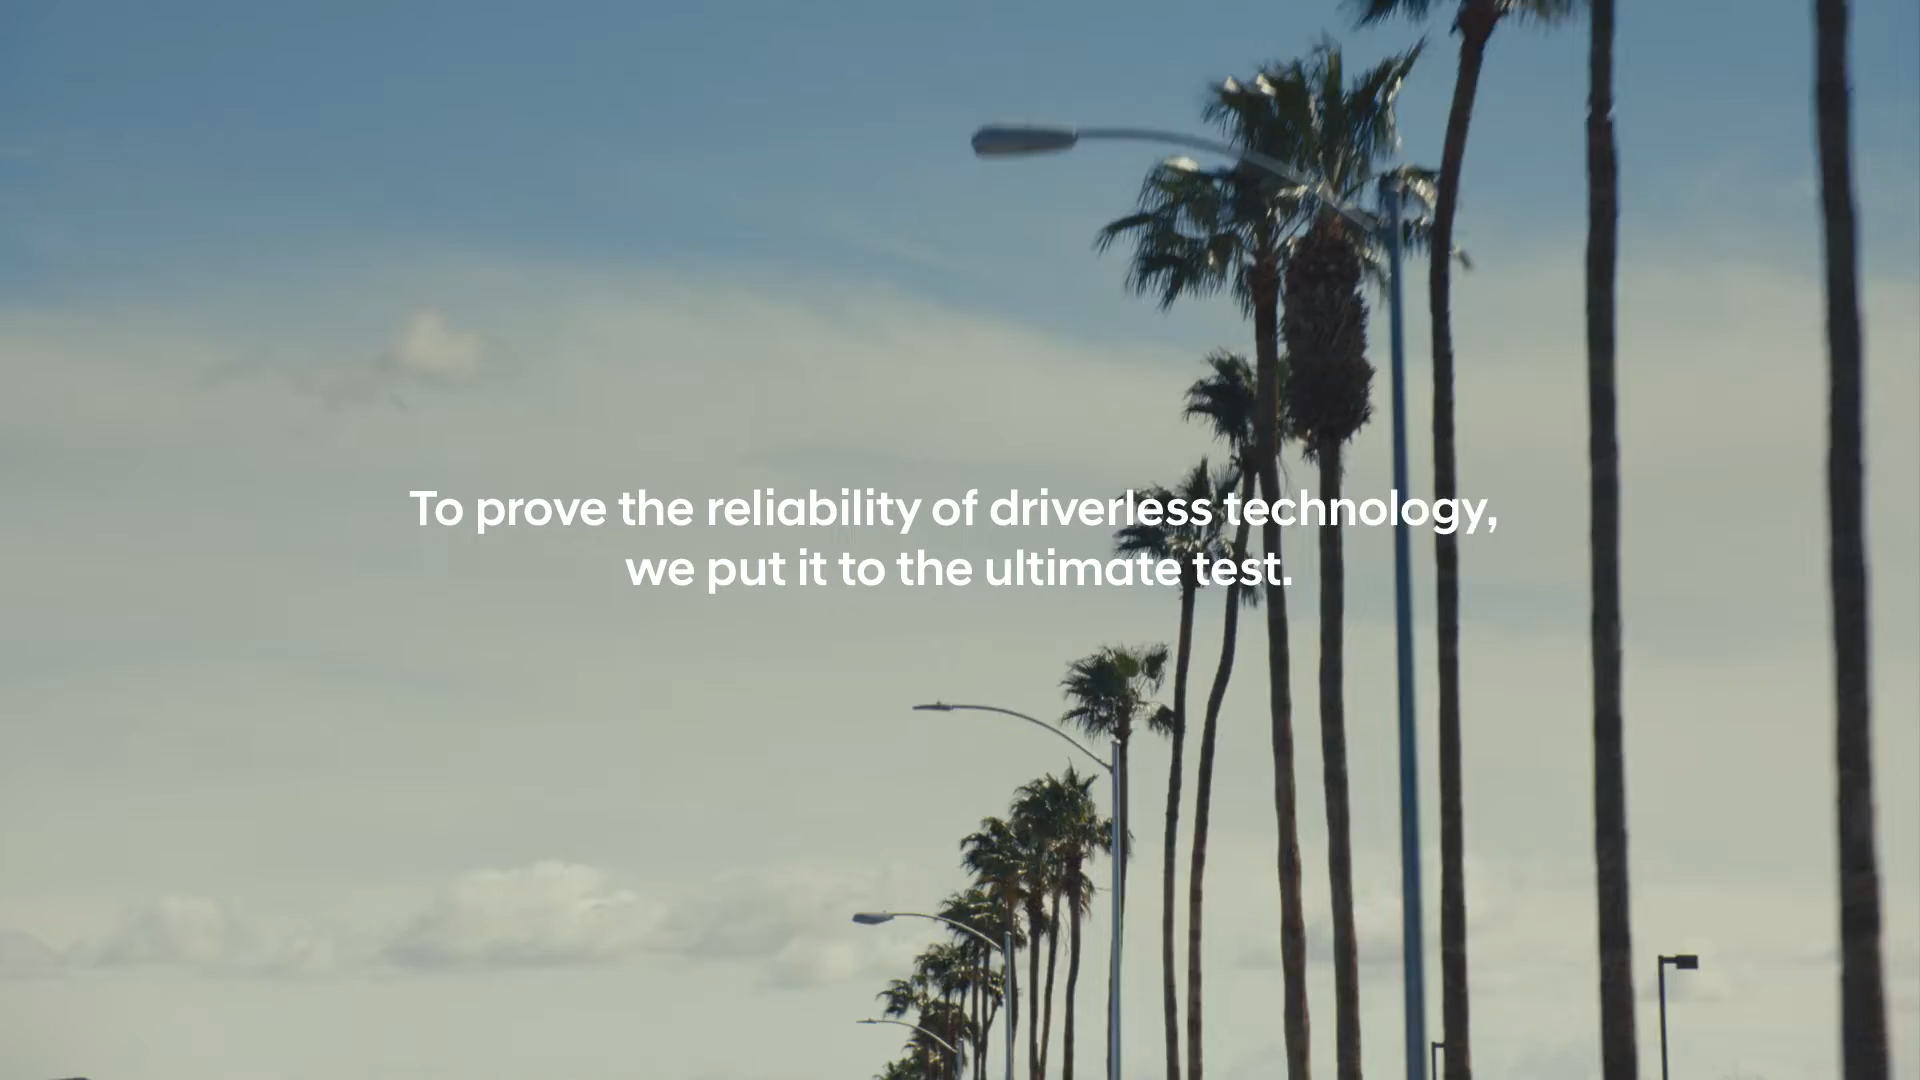 To prove the reliability of driverless technology,
we put it to the ultimate test.